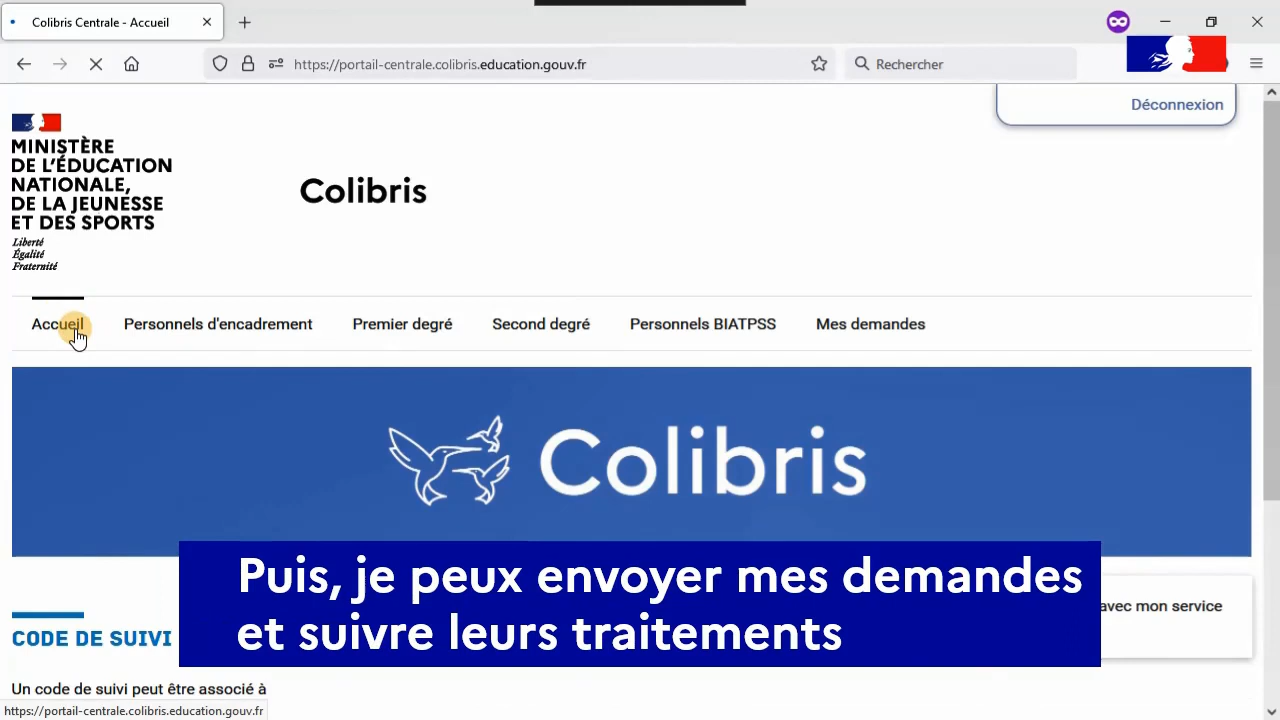 Colibris Centrale - Accueil
https://portail-centrale.colibris.education.gouv.fr
Rechercher
Déconnexion
MINISTÈRE
DE L'ÉDUCATION
NATIONALE,
DE LA JEUNESSE
ET DES SPORTS
Liberté
Égalité
Fraternité
Colibris
Accueil Personnels d'encadrement Premier degré Second degré Personnels BIATPSS Mes demandes
Colibris
Puis, je peux envoyer mes demandes
et suivre leurs traitements
avec mon service
CODE DE SUIVI
Un code de suivi peut être associé à
https://portail-centrale.colibris.education.gouv.fr